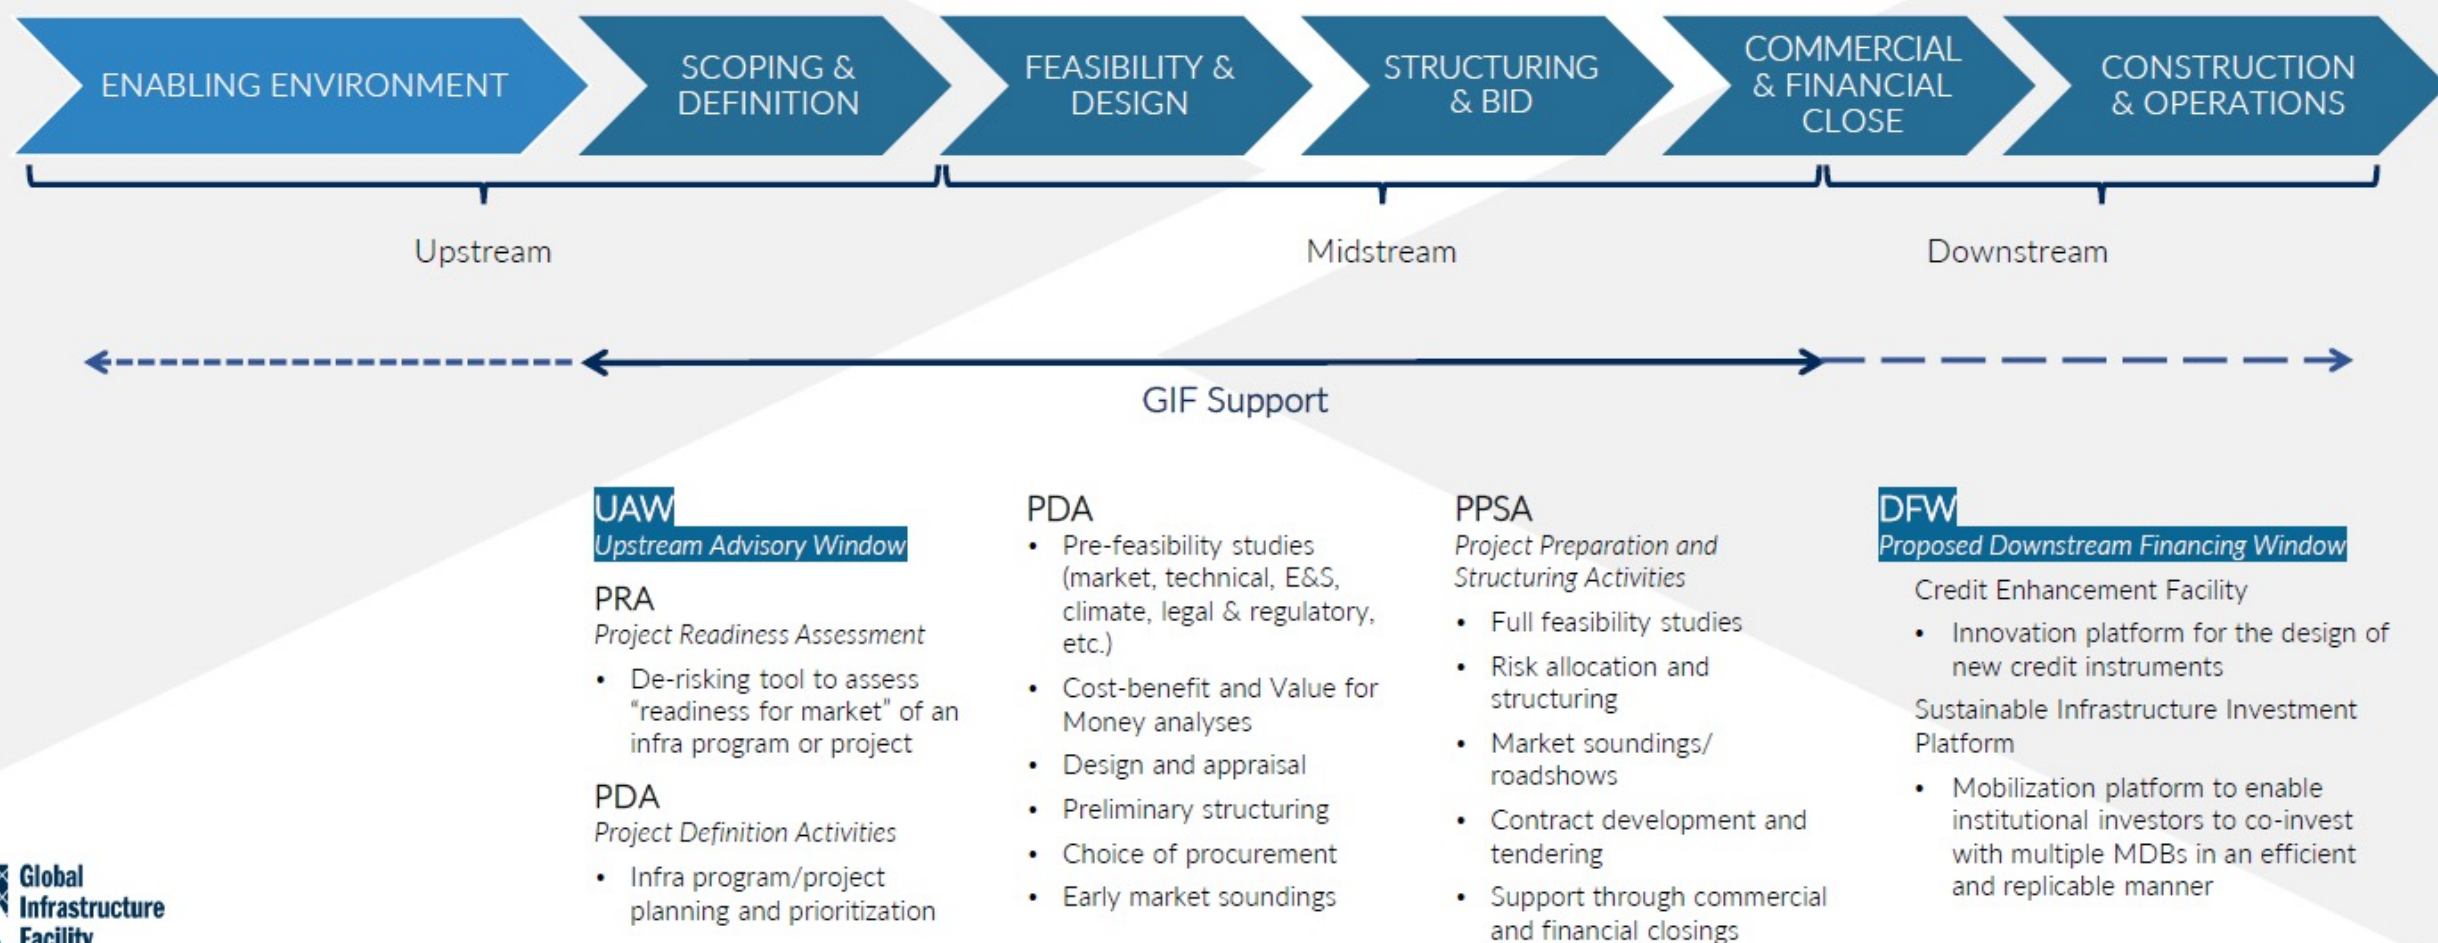 ENABLING ENVIRONMENT
SCOPING &
DEFINITION
FEASIBILITY &
DESIGN
STRUCTURING
& BID
COMMERCIAL
& FINANCIAL
CLOSE
CONSTRUCTION
& OPERATIONS
Upstream
Midstream
Downstream
GIF Support
UAW
Upstream Advisory Window
PRA
Project Readiness Assessment
• De-risking tool to assess
“readiness for market” of an
infra program or project
PDA
Project Definition Activities
• Infra program/project
planning and prioritization
PDA
• Pre-feasibility studies
(market, technical, E&S,
climate, legal & regulatory,
etc.)
• Cost-benefit and Value for
Money analyses
• Design and appraisal
• Preliminary structuring
• Choice of procurement
• Early market soundings
PPSA
Project Preparation and
Structuring Activities
• Full feasibility studies
• Risk allocation and
structuring
• Market soundings/
roadshows
• Contract development and
tendering
• Support through commercial
and financial closings
DFW
Proposed Downstream Financing Window
Credit Enhancement Facility
• Innovation platform for the design of
new credit instruments
Sustainable Infrastructure Investment
Platform
• Mobilization platform to enable
institutional investors to co-invest
with multiple MDBs in an efficient
and replicable manner
Global
Infrastructure
Facility